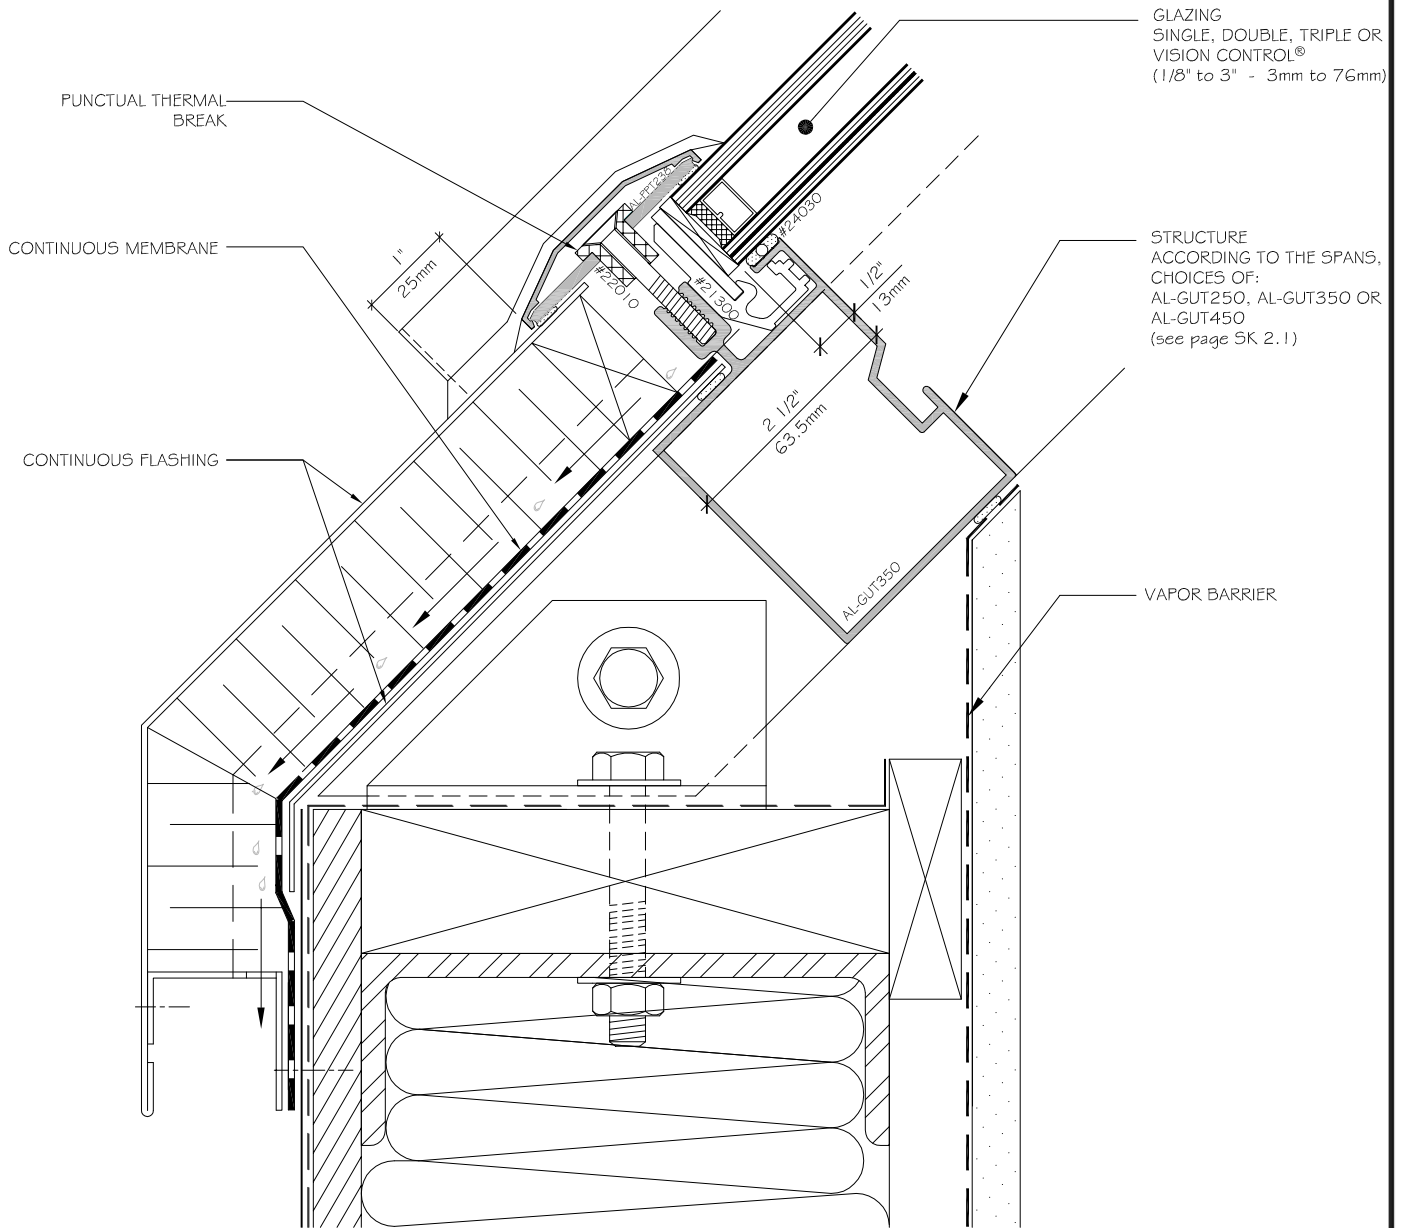 GLAZING
SINGLE, DOUBLE, TRIPLE OR
VISION CONTROL®
(1/8" to 3" - 3mm to 76mm)
PUNCTUAL THERMAL
BREAK
AL-PPT238
#24030
CONTINUOUS MEMBRANE
1"
25mm
#22010
#21300
1/2"
13mm
STRUCTURE
ACCORDING TO THE SPANS,
CHOICES OF:
AL-GUT250, AL-GUT350 OR
AL-GUT450
(see page SK 2.1)
2 1/2"
63.5mm
CONTINUOUS FLASHING
AL-GUT350
VAPOR BARRIER